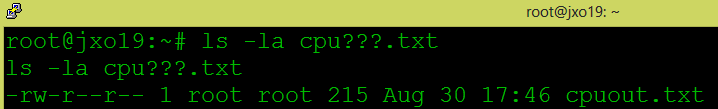 root@jxo19: ~
root@jxo19:~# ls -la cpu???.txt
ls -la cpu???.txt
-rw-r--r-- 1 root root 215 Aug 30 17:46 cpuout.txt